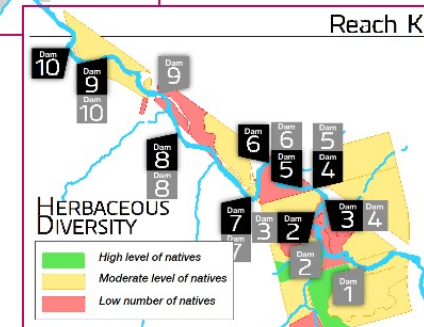 Reach K
Dam 10
Dam 9
Dam 10
Dam 9
Dam 8
Dam 8
Dam 6
Dam 6
Dam 5
Dam 5
Dam 4
Dam 7
Dam 7
Dam 3
Dam 2
Dam 3
Dam 4
Dam 2
Dam 1
HERBACEOUS
DIVERSITY
High level of natives
Moderate level of natives
Low number of natives